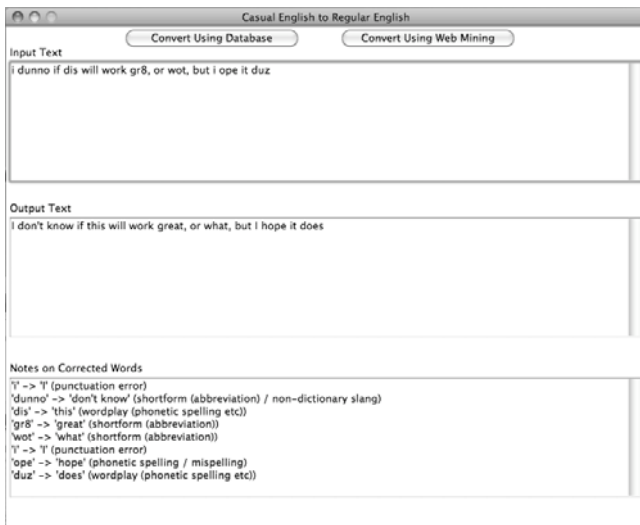 Casual English to Regular English
Convert Using Database Convert Using Web Mining
Input Text
i dunno if dis will work gr8, or wot, but i ope it duz
Output Text
I don't know if this will work great, or what, but I hope it does
Notes on Corrected Words
'i' -> 'I' (punctuation error)
'dunno' -> 'don't know' (shortform (abbreviation) / non-dictionary slang)
'dis' -> 'this' (wordplay (phonetic spelling etc))
'gr8' -> 'great' (shortform (abbreviation))
'wot' -> 'what' (shortform (abbreviation))
'i' -> 'I' (punctuation error)
'ope' -> 'hope' (phonetic spelling / mispelling)
'duz' -> 'does' (wordplay (phonetic spelling etc))